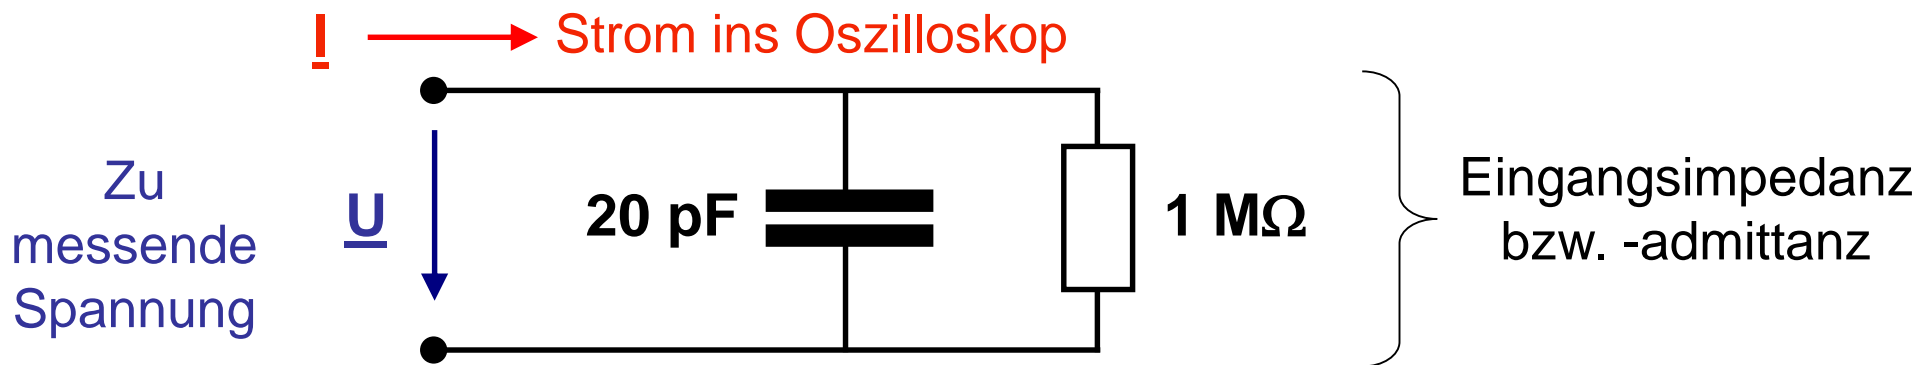 I Strom ins Oszilloskop
Zu
messende
Spannung
U
20 pF
1 MΩ
Eingangsimpedanz
bzw. -admittanz